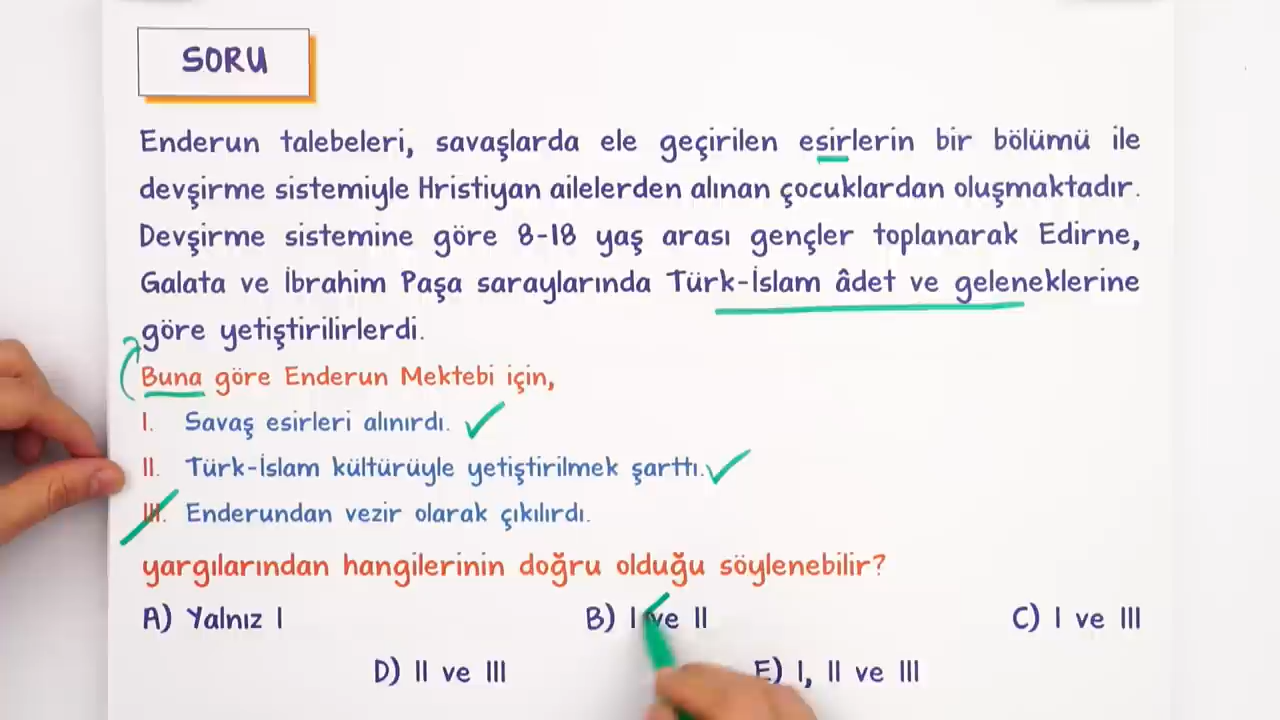 SORU
Enderun talebeleri, savaşlarda ele geçirilen esirlerin bir bölümü ile
devşirme sistemiyle Hristiyan ailelerden alınan çocuklardan oluşmaktadır.
Devşirme sistemine göre 8-18 yaş arası gençler toplanarak Edirne,
Galata ve İbrahim Paşa saraylarında Türk-İslam âdet ve geleneklerine
göre yetiştirilirlerdi.
Buna göre Enderun Mektebi için,
I. Savaş esirleri alınırdı.
II. Türk-İslam kültürüyle yetiştirilmek şarttı.
III. Enderundan vezir olarak çıkılırdı.
yargılarından hangilerinin doğru olduğu söylenebilir?
A) Yalnız I B) I ve II C) I ve III
D) II ve III E) I, II ve III